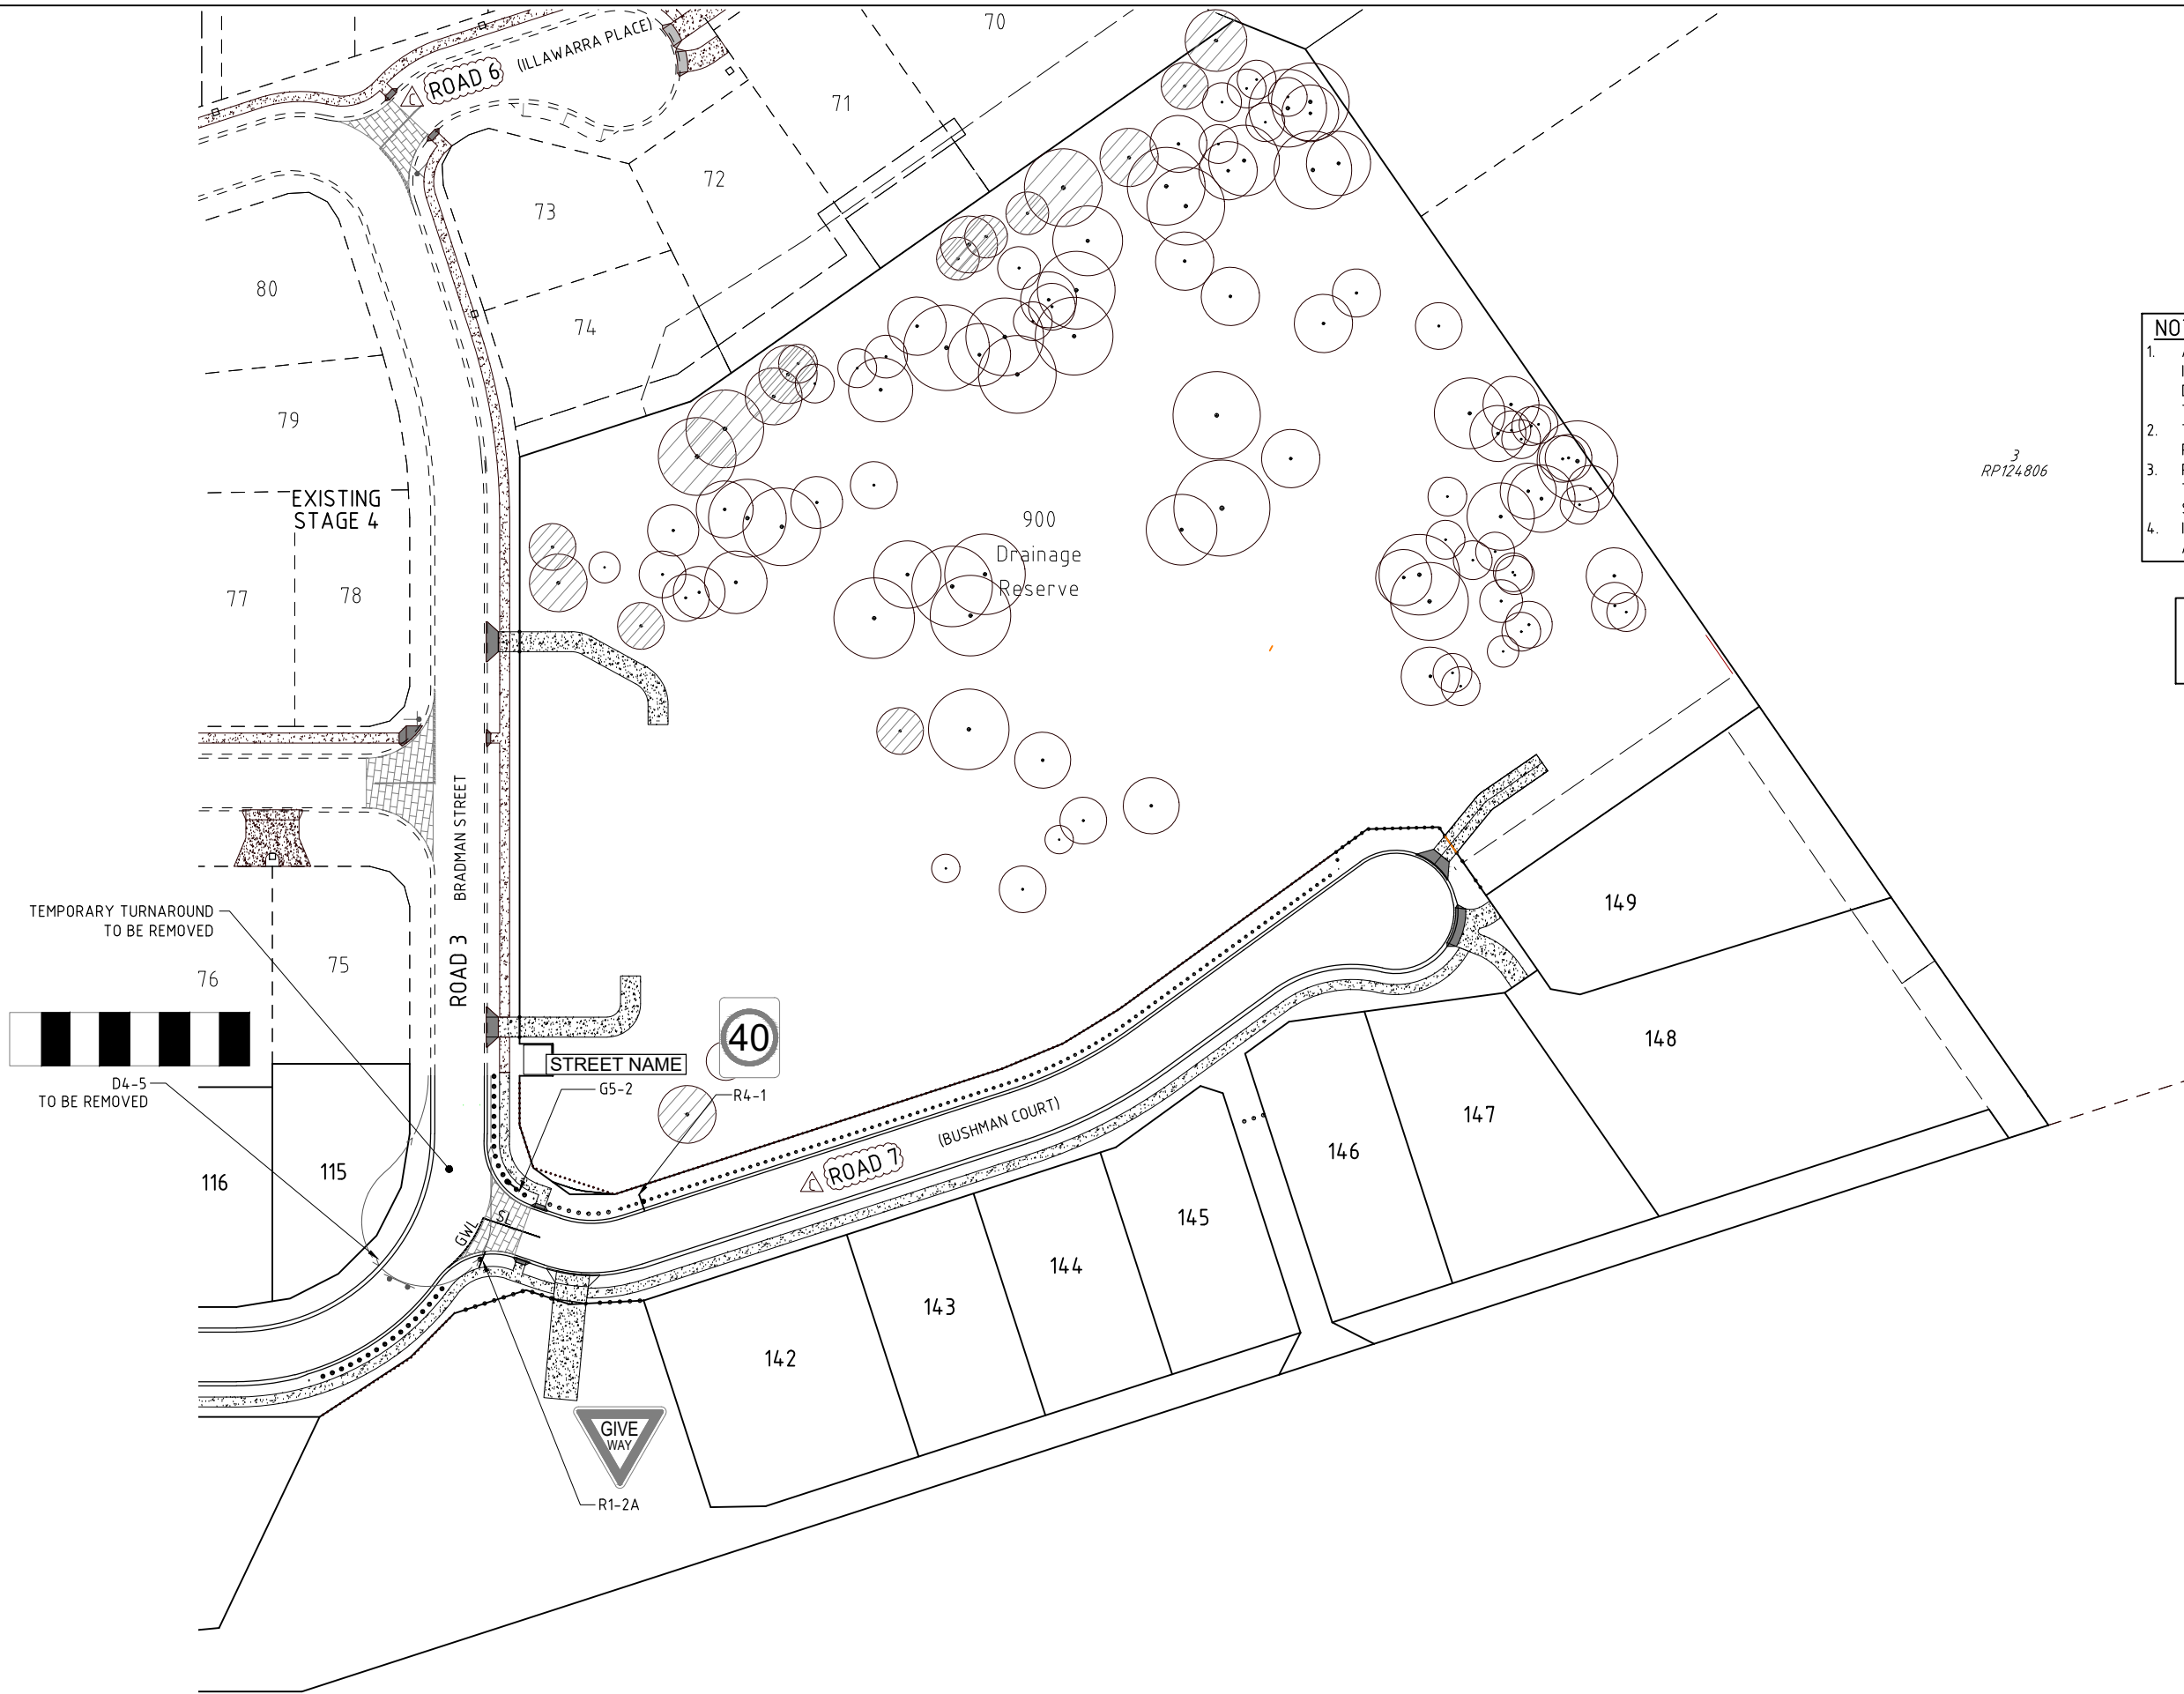 70
ROAD 6
(ILLAWARRA PLACE)
C
71
72
73
74
80
79
EXISTING
STAGE 4
77
78
900
Drainage
Reserve
3
RP124806
1.
2.
3.
4.
BRADMAN STREET
ROAD 3
TEMPORARY TURNAROUND
TO BE REMOVED
76
75
D4-5
TO BE REMOVED
40
STREET NAME
G5-2
R4-1
149
148
147
146
145
144
143
142
(BUSHMAN COURT)
ROAD 7
C
116
115
GWL
SL
GIVE
WAY
R1-2A